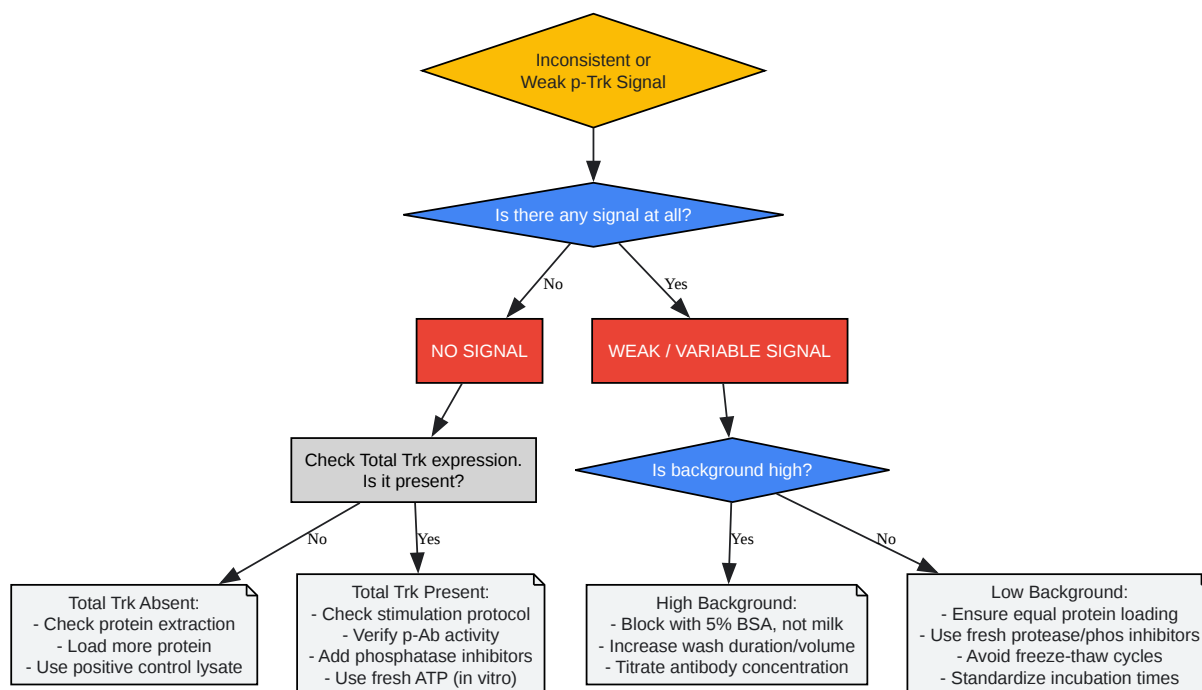 Inconsistent or
Weak p-Trk Signal
Is there any signal at all?
No
Yes
NO SIGNAL
WEAK / VARIABLE SIGNAL
Check Total Trk expression.
Is it present?
Is background high?
No
Yes
Yes
No
Total Trk Absent:
- Check protein extraction
- Load more protein
- Use positive control lysate
Total Trk Present:
- Check stimulation protocol
- Verify p-Ab activity
- Add phosphatase inhibitors
- Use fresh ATP (in vitro)
High Background:
- Block with 5% BSA, not milk
- Increase wash duration/volume
- Titrate antibody concentration
Low Background:
- Ensure equal protein loading
- Use fresh protease/phos inhibitors
- Avoid freeze-thaw cycles
- Standardize incubation times